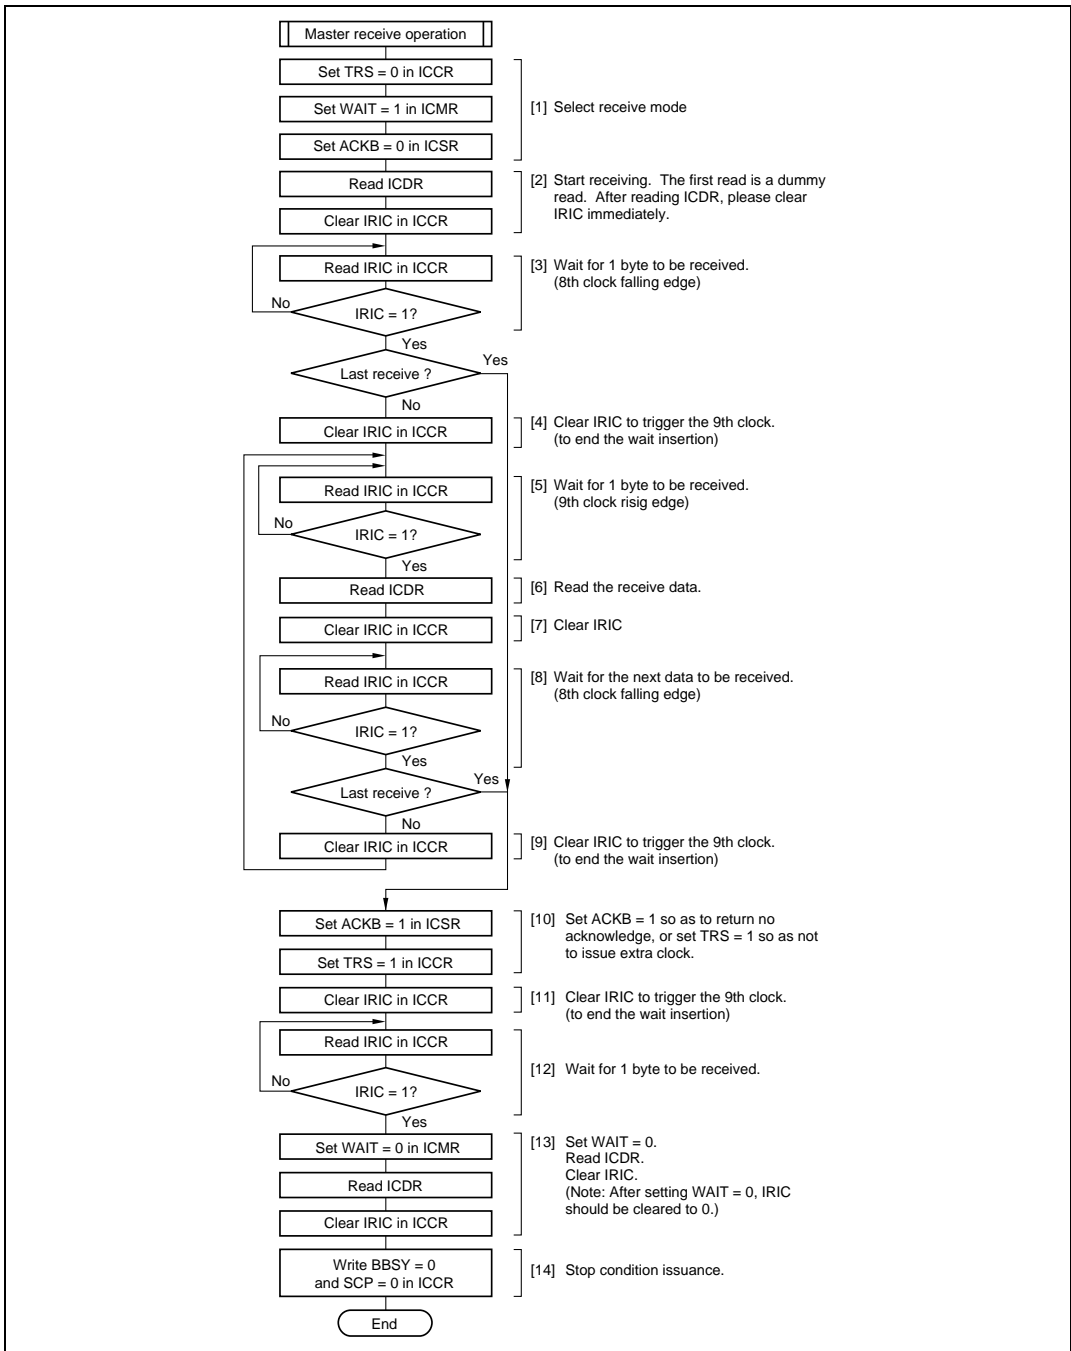 Master receive operation
Set TRS = 0 in ICCR
Set WAIT = 1 in ICMR
[1] Select receive mode
Set ACKB = 0 in ICSR
Read ICDR
[2] Start receiving. The first read is a dummy
read. After reading ICDR, please clear
IRIC immediately.
Clear IRIC in ICCR
Read IRIC in ICCR
[3] Wait for 1 byte to be received.
(8th clock falling edge)
No
IRIC = 1?
Yes
Last receive ?
Yes
No
Clear IRIC in ICCR
[4] Clear IRIC to trigger the 9th clock.
(to end the wait insertion)
Read IRIC in ICCR
[5] Wait for 1 byte to be received.
(9th clock risig edge)
No
IRIC = 1?
Yes
Read ICDR
[6] Read the receive data.
Clear IRIC in ICCR
[7] Clear IRIC
Read IRIC in ICCR
[8] Wait for the next data to be received.
(8th clock falling edge)
No
IRIC = 1?
Yes
Last receive ?
Yes
No
Clear IRIC in ICCR
[9] Clear IRIC to trigger the 9th clock.
(to end the wait insertion)
Set ACKB = 1 in ICSR
[10] Set ACKB = 1 so as to return no
acknowledge, or set TRS = 1 so as not
to issue extra clock.
Set TRS = 1 in ICCR
Clear IRIC in ICCR
[11] Clear IRIC to trigger the 9th clock.
(to end the wait insertion)
Read IRIC in ICCR
[12] Wait for 1 byte to be received.
No
IRIC = 1?
Yes
Set WAIT = 0 in ICMR
[13] Set WAIT = 0.
Read ICDR.
Clear IRIC.
(Note: After setting WAIT = 0, IRIC
should be cleared to 0.)
Read ICDR
Clear IRIC in ICCR
Write BBSY = 0
and SCP = 0 in ICCR
[14] Stop condition issuance.
End